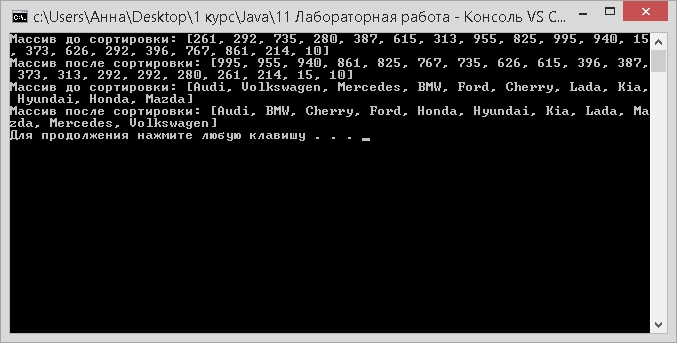 c:\Users\Анна\Desktop\1 курс\Java\11 Лабораторная работа - Консоль VS C...
Массив до сортировки: [261, 292, 735, 280, 387, 615, 313, 955, 825, 995, 940, 15
, 373, 626, 292, 396, 767, 861, 214, 10]
Массив после сортировки: [995, 955, 940, 861, 825, 767, 735, 626, 615, 396, 387,
 373, 313, 292, 292, 280, 261, 214, 15, 10]
Массив до сортировки: [Audi, Volkswagen, Mercedes, BMW, Ford, Cherry, Lada, Kia,
 Hyundai, Honda, Mazda]
Массив после сортировки: [Audi, BMW, Cherry, Ford, Honda, Hyundai, Kia, Lada, Ma
zda, Mercedes, Volkswagen]
Для продолжения нажмите любую клавишу . . .